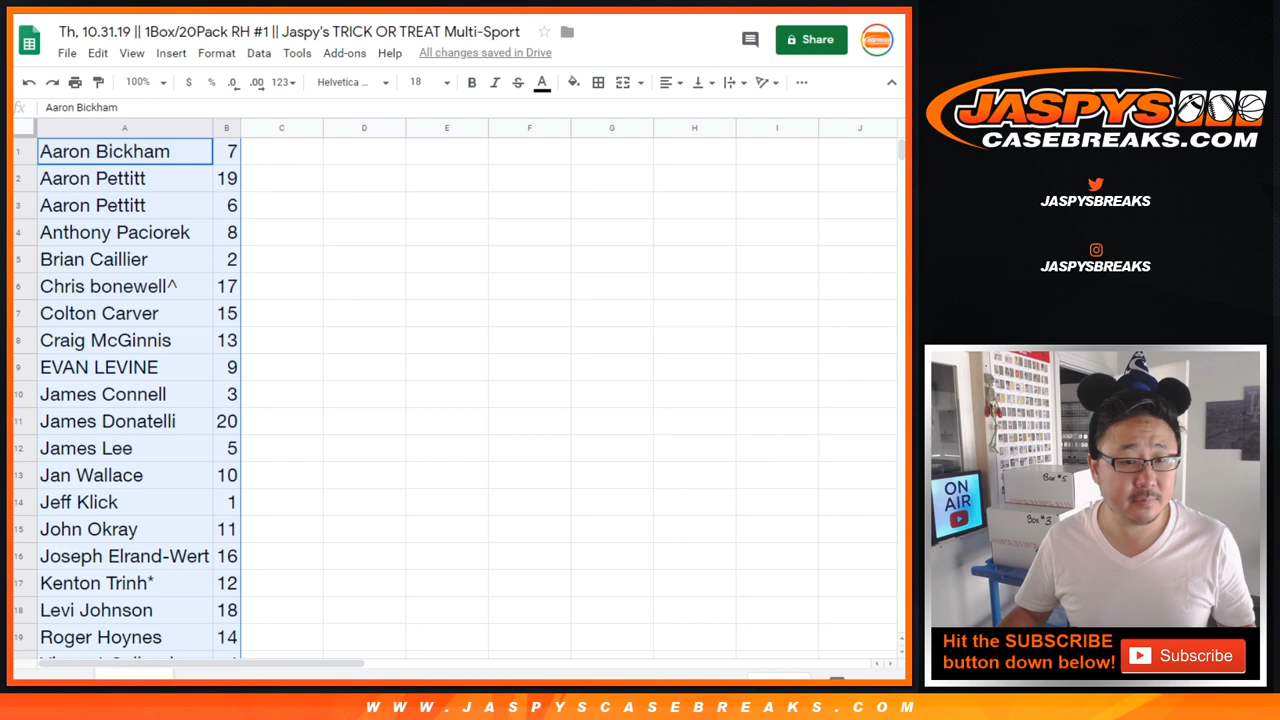 Th, 10.31.19 || 1Box/20Pack RH #1 || Jaspy's TRICK OR TREAT Multi-Sport
File Edit View Insert Format Data Tools Add-ons Help All changes saved in Drive
Share
100% $ % .0 .00 123 Helvetica ... 18 B I S A
fx Aaron Bickham
A B C D E F G H I J
1 Aaron Bickham 7
2 Aaron Pettitt 19
3 Aaron Pettitt 6
4 Anthony Paciorek 8
5 Brian Caillier 2
6 Chris bonewell^ 17
7 Colton Carver 15
8 Craig McGinnis 13
9 EVAN LEVINE 9
10 James Connell 3
11 James Donatelli 20
12 James Lee 5
13 Jan Wallace 10
14 Jeff Klick 1
15 John Okray 11
16 Joseph Elrand-Wert 16
17 Kenton Trinh* 12
18 Levi Johnson 18
19 Roger Hoynes 14
JASPYS
CASEBREAKS.COM
JASPYSBREAKS
JASPYSBREAKS
Box #5
Box #3
ON
AIR
Hit the SUBSCRIBE
button down below!
Subscribe
WWW.JASPYSCASEBREAKS.COM